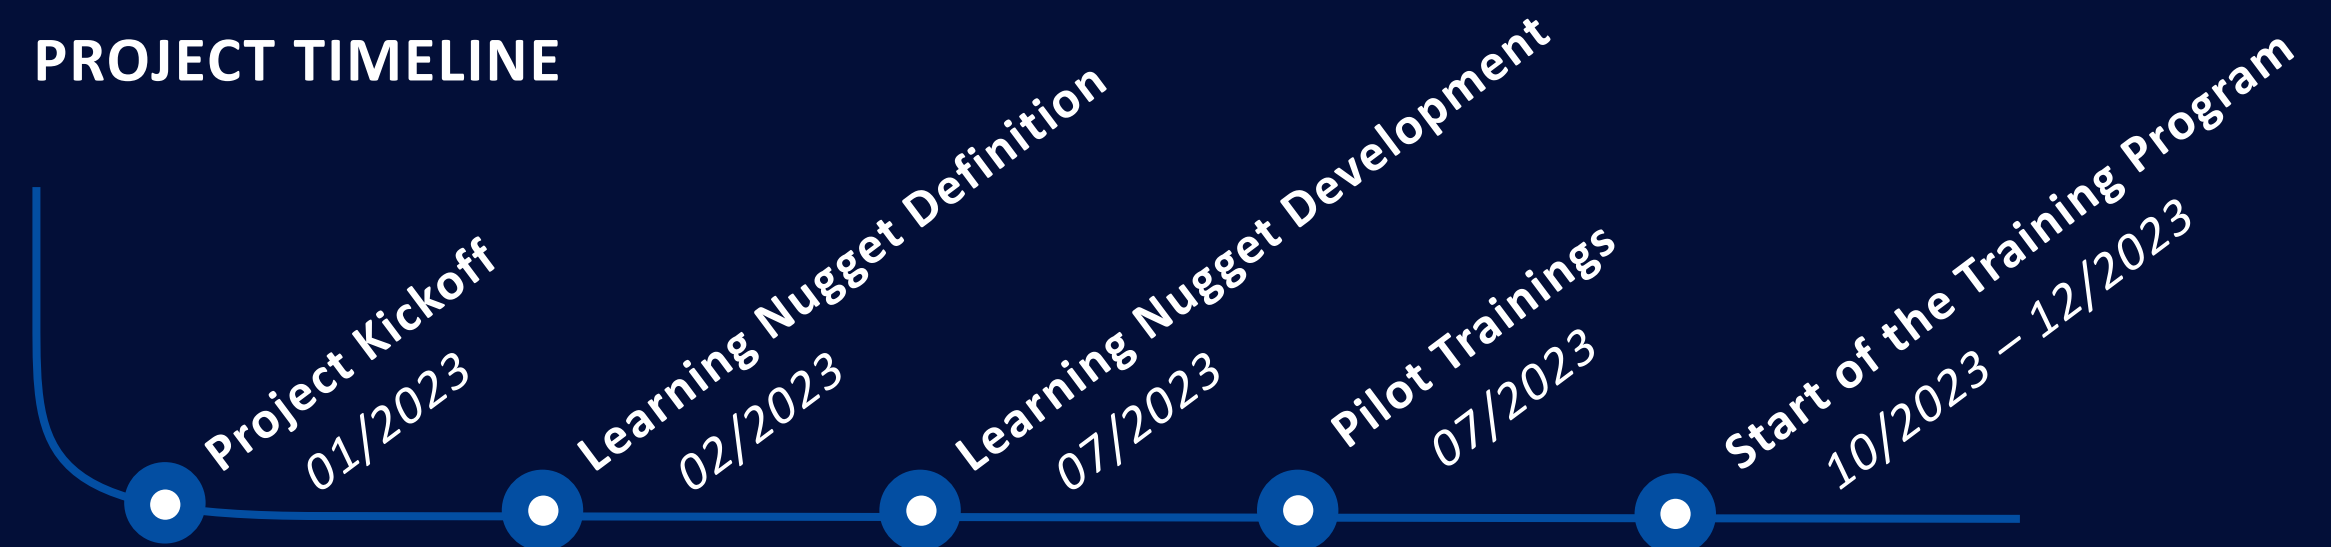 PROJECT TIMELINE
Project Kickoff
01/2023
Learning Nugget Definition
02/2023
Learning Nugget Development
07/2023
Pilot Trainings
07/2023
Start of the Training Program
10/2023 – 12/2023